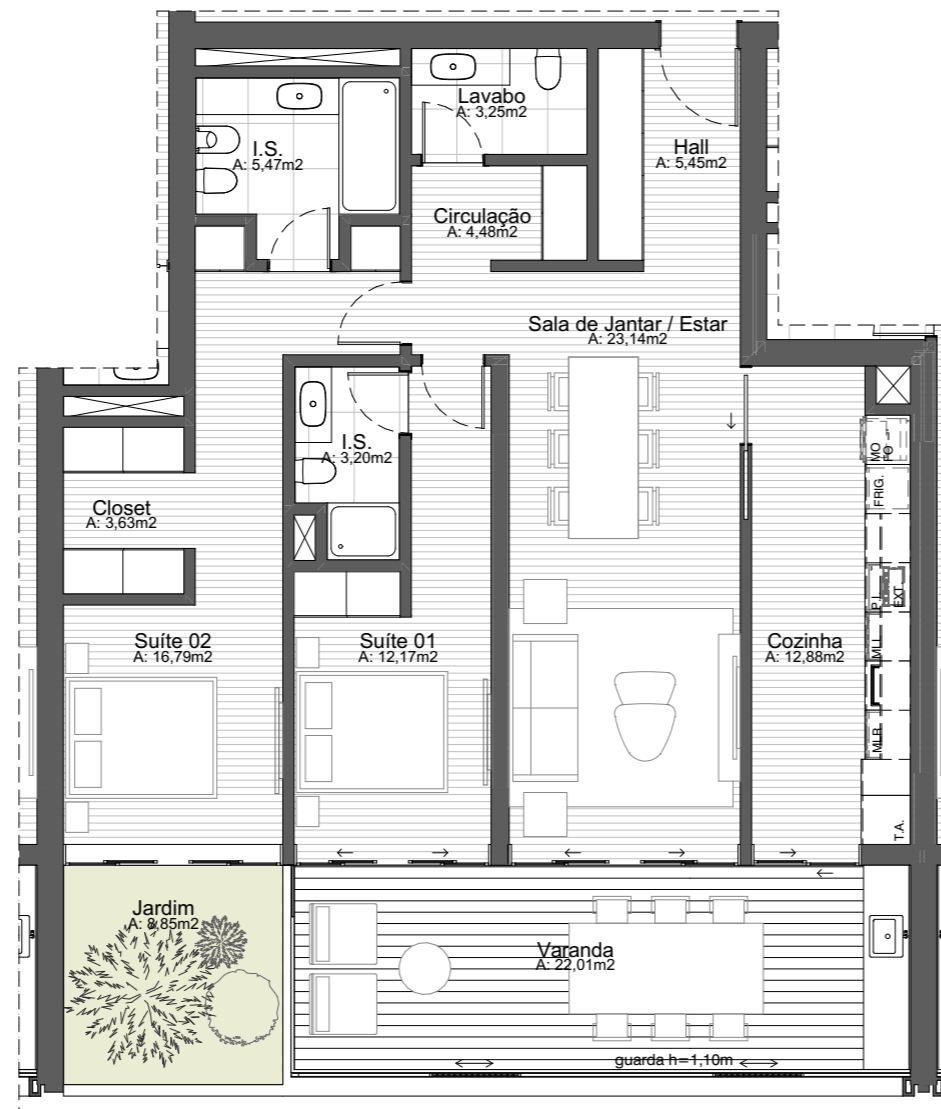 Lavabo
A: 3,25m2
I.S.
A: 5,47m2
Hall
A: 5,45m2
Circulação
A: 4,48m2
Sala de Jantar / Estar
A: 23,14m2
I.S.
A: 3,20m2
Closet
A: 3,63m2
MO
FO
FRIG.
P.I.
EXT.
MLL
MLR
T.A.
Suíte 02
A: 16,79m2
Suíte 01
A: 12,17m2
Cozinha
A: 12,88m2
Jardim
A: 8,85m2
Varanda
A: 22,01m2
guarda h=1,10m